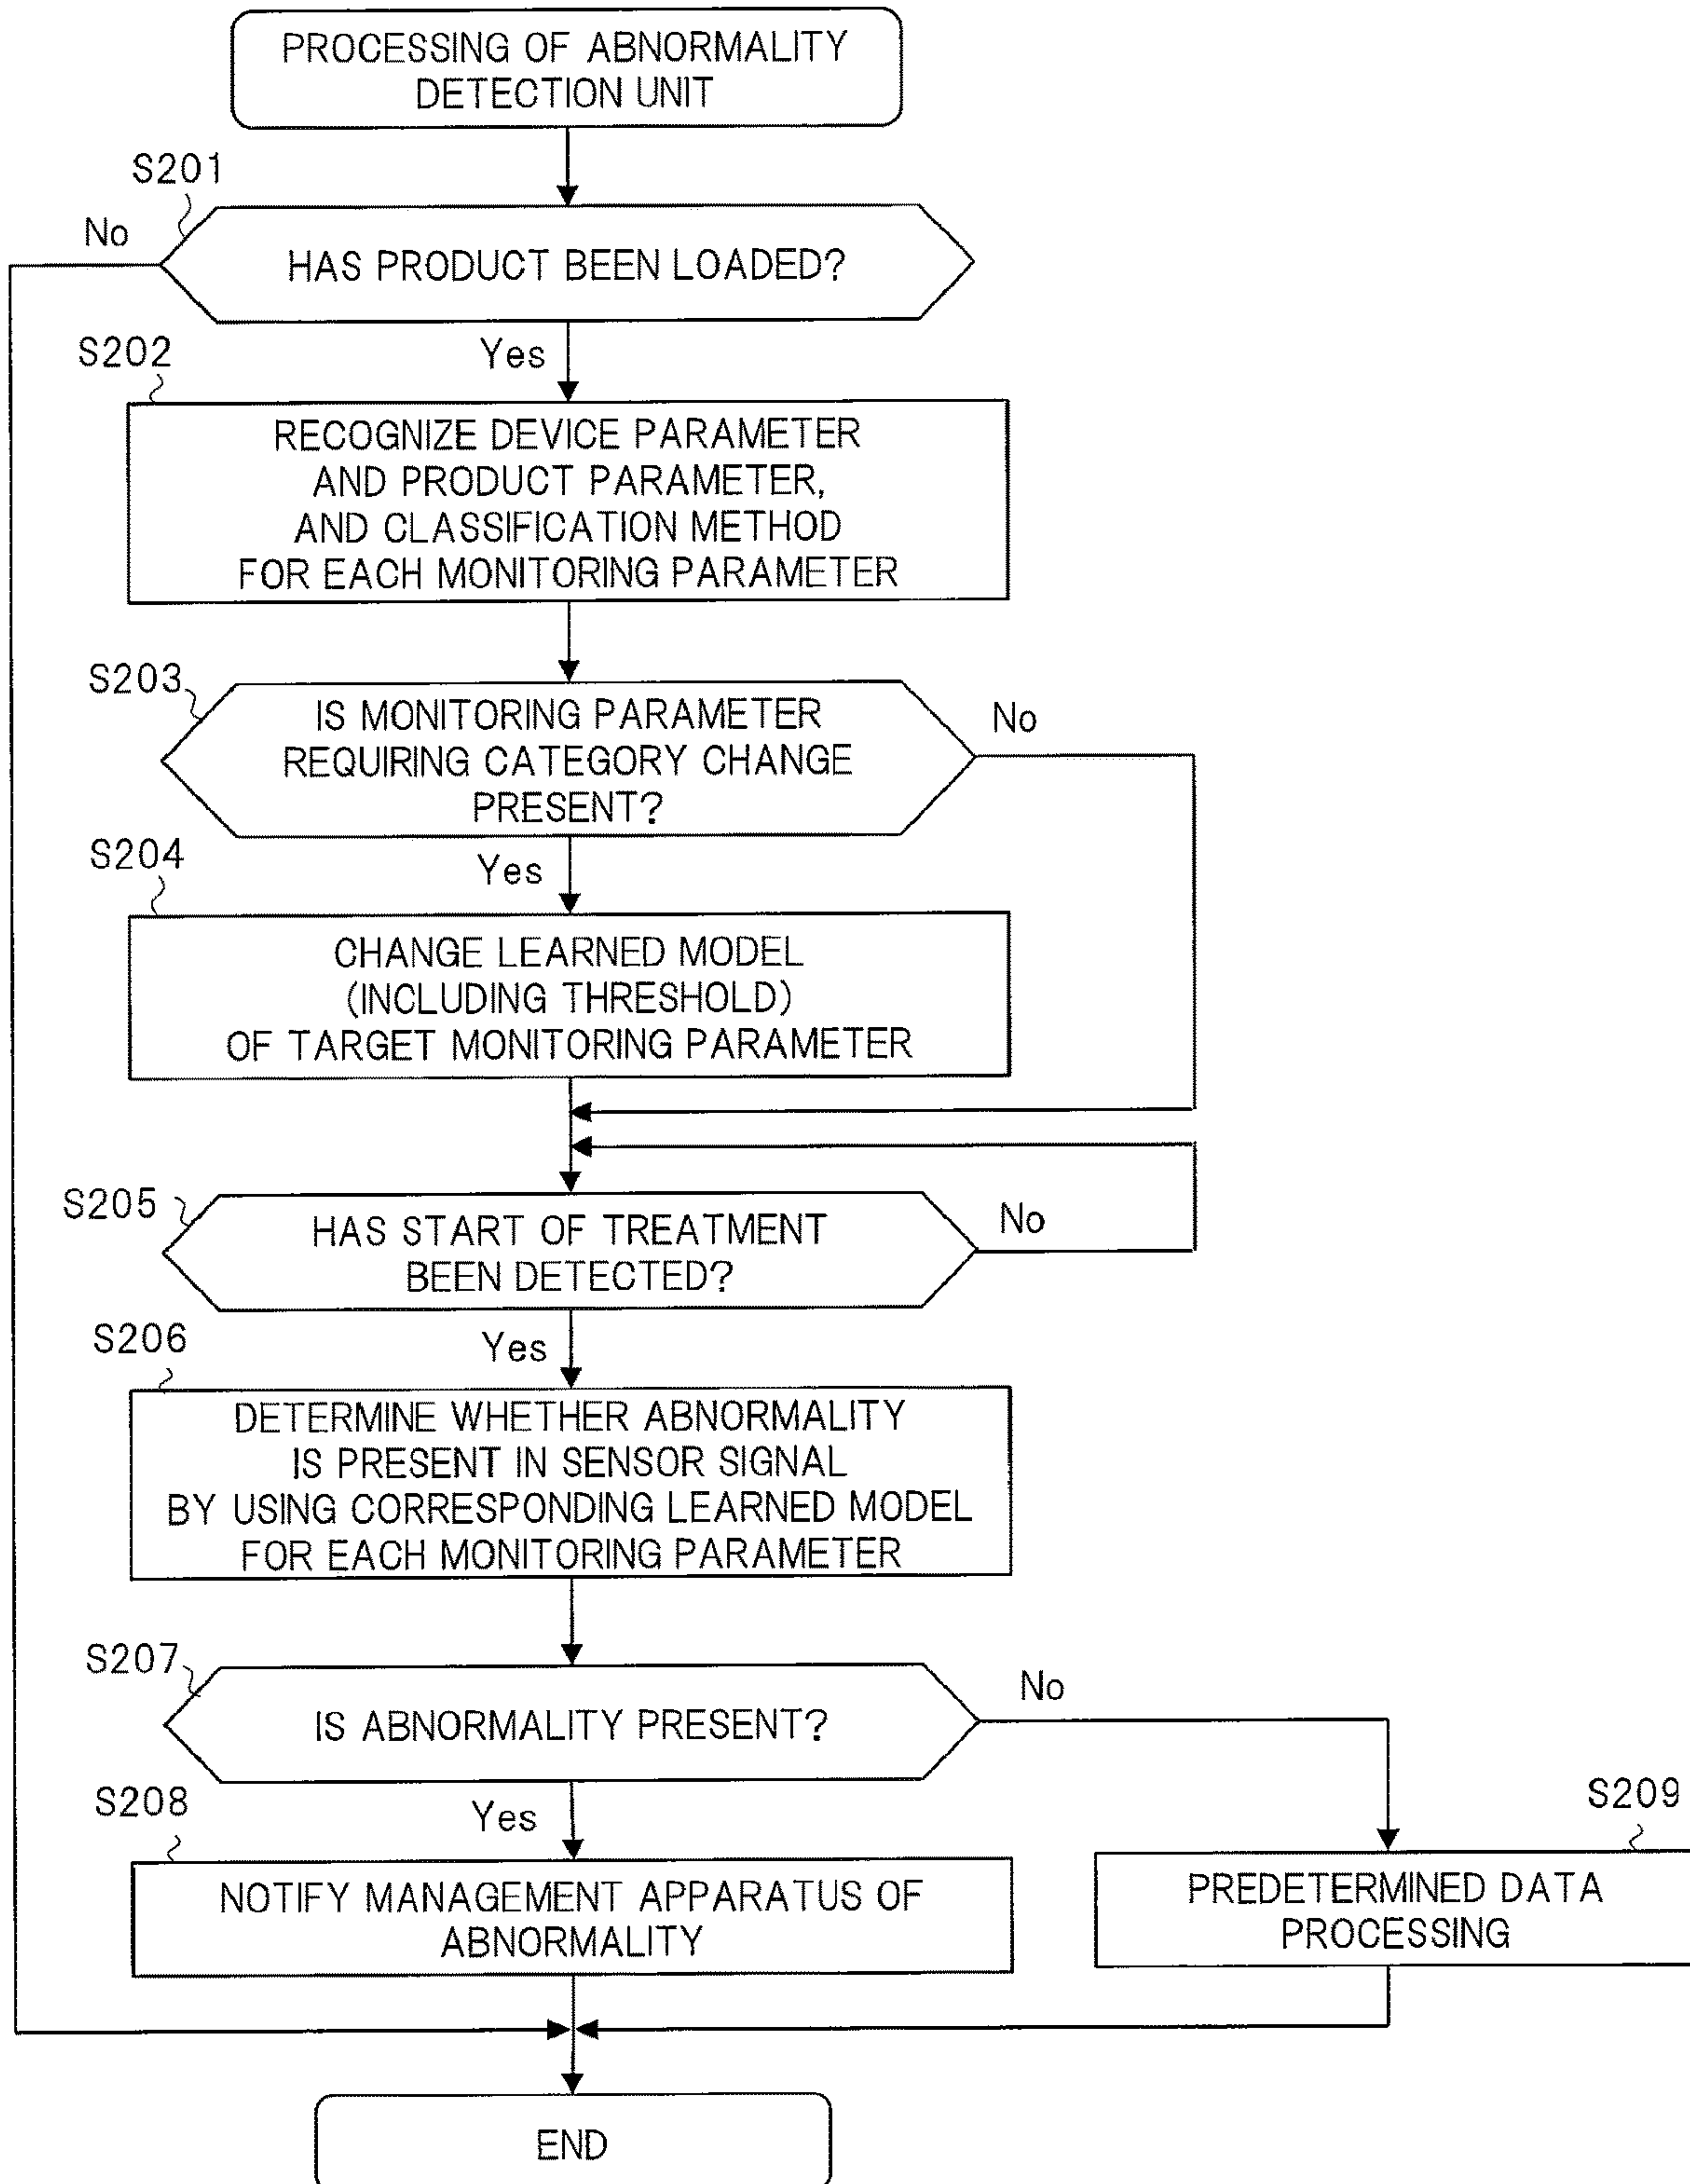 PROCESSING OF ABNORMALITY
DETECTION UNIT
S201
No
HAS PRODUCT BEEN LOADED?
Yes
S202
RECOGNIZE DEVICE PARAMETER
AND PRODUCT PARAMETER,
AND CLASSIFICATION METHOD
FOR EACH MONITORING PARAMETER
S203
IS MONITORING PARAMETER
REQUIRING CATEGORY CHANGE
PRESENT?
No
Yes
S204
CHANGE LEARNED MODEL
(INCLUDING THRESHOLD)
OF TARGET MONITORING PARAMETER
S205
HAS START OF TREATMENT
BEEN DETECTED?
No
Yes
S206
DETERMINE WHETHER ABNORMALITY
IS PRESENT IN SENSOR SIGNAL
BY USING CORRESPONDING LEARNED MODEL
FOR EACH MONITORING PARAMETER
S207
IS ABNORMALITY PRESENT?
No
Yes
S208
NOTIFY MANAGEMENT APPARATUS OF
ABNORMALITY
S209
PREDETERMINED DATA
PROCESSING
END